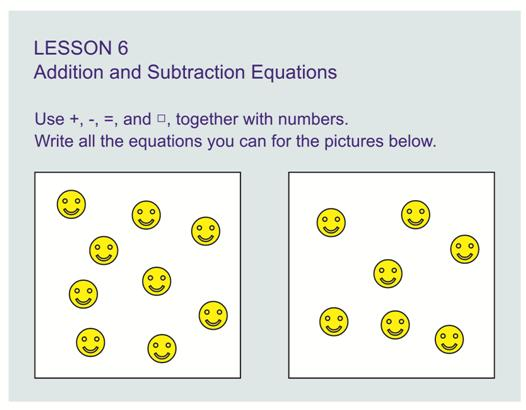 LESSON 6
Addition and Subtraction Equations
Use +, -, =, and □, together with numbers.
Write all the equations you can for the pictures below.